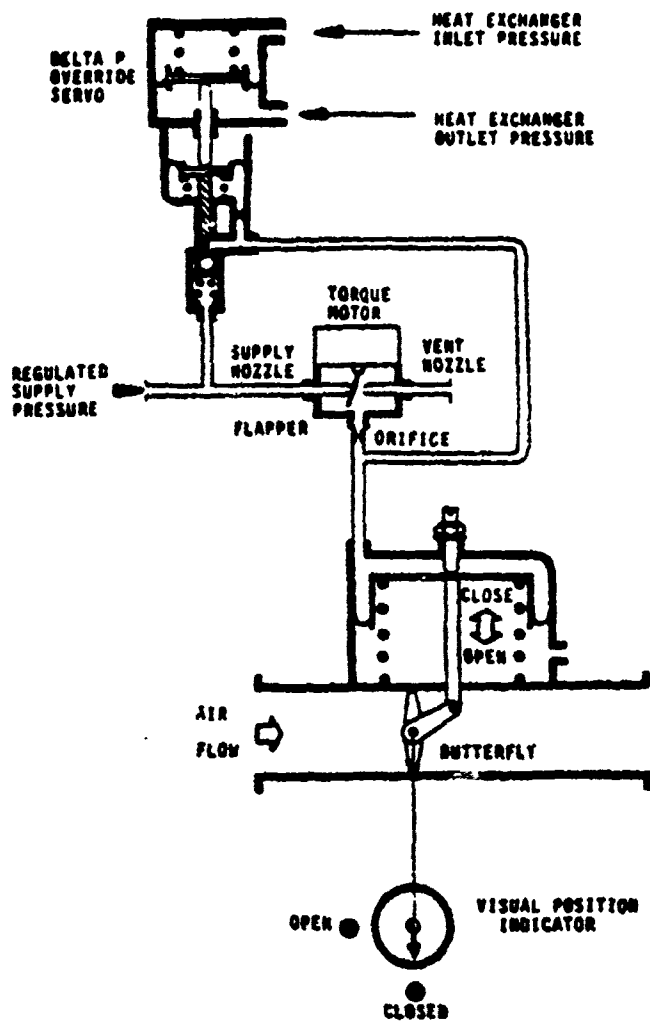 HEAT EXCHANGER
INLET PRESSURE
DELTA P
OVERRIDE
SERVO
HEAT EXCHANGER
OUTLET PRESSURE
TORQUE
MOTOR
SUPPLY
NOZZLE
VENT
NOZZLE
REGULATED
SUPPLY
PRESSURE
FLAPPER
ORIFICE
CLOSE
OPEN
AIR
FLOW
BUTTERFLY
VISUAL POSITION
INDICATOR
OPEN
CLOSED